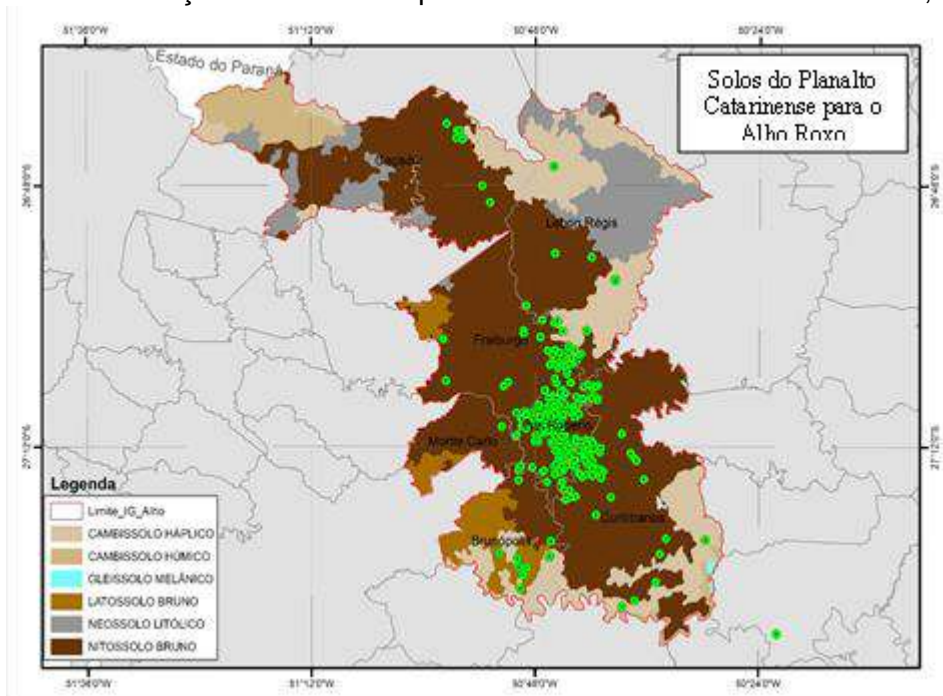 51°36'0"W 51°12'0"W 50°48'0"W 50°24'0"W
Estado do Paraná
Solos do Planalto
Catarinense para o
Alho Roxo
Caçador
26°48'0"S 26°48'0"S
Lebon Régis
Fraiburgo
Monte Carlo
27°12'0"S 27°12'0"S
Legenda
Limite_IG_Alho
CAMBISSOLO HÁPLICO
CAMBISSOLO HÚMICO
GLEISSOLO MELÂNICO
LATOSSOLO BRUNO
NEOSSOLO LITÓLICO
NITOSSOLO BRUNO
Curitibanos
Brunópolis
51°36'0"W 51°12'0"W 50°48'0"W 50°24'0"W